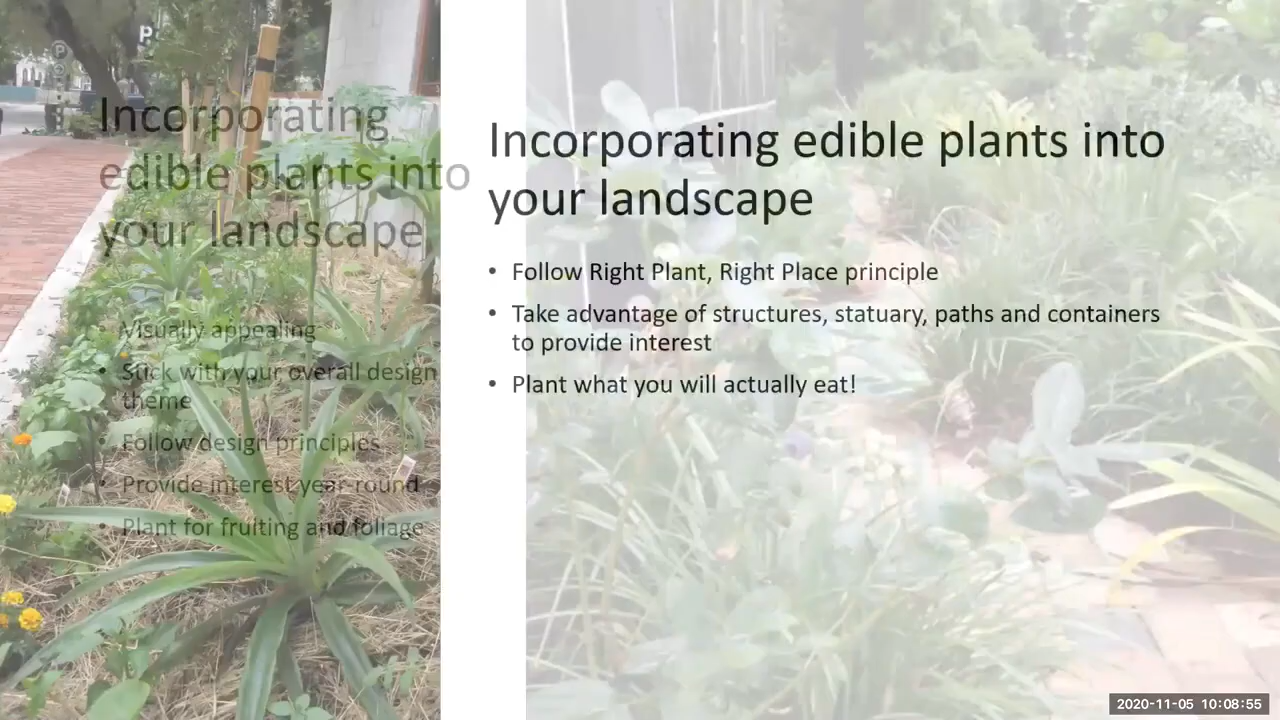 Incorporating
edible plants into
your landscape
Visually appealing
Stick with your overall design
theme
Follow design principles
Provide interest year-round
Plant for fruiting and foliage
Incorporating edible plants into
your landscape
• Follow Right Plant, Right Place principle
• Take advantage of structures, statuary, paths and containers
to provide interest
• Plant what you will actually eat!
2020-11-05 10:08:55